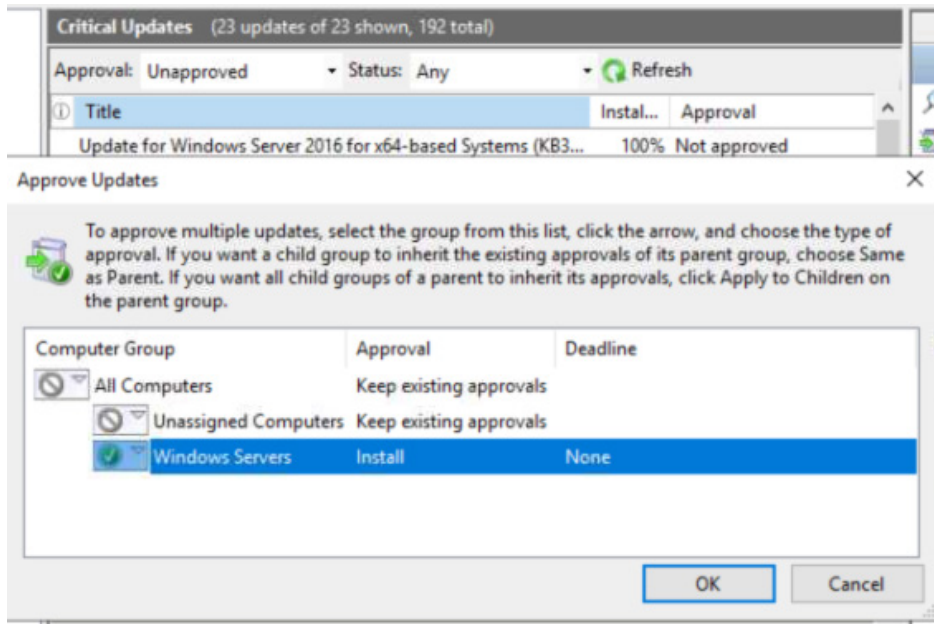 Critical Updates (23 updates of 23 shown, 192 total)
Approval: Unapproved Status: Any Refresh
Title Instal... Approval
Update for Windows Server 2016 for x64-based Systems (KB3... 100% Not approved
Approve Updates
To approve multiple updates, select the group from this list, click the arrow, and choose the type of
approval. If you want a child group to inherit the existing approvals of its parent group, choose Same
as Parent. If you want all child groups of a parent to inherit its approvals, click Apply to Children on
the parent group.
Computer Group Approval Deadline
All Computers Keep existing approvals
Unassigned Computers Keep existing approvals
Windows Servers Install None
OK Cancel